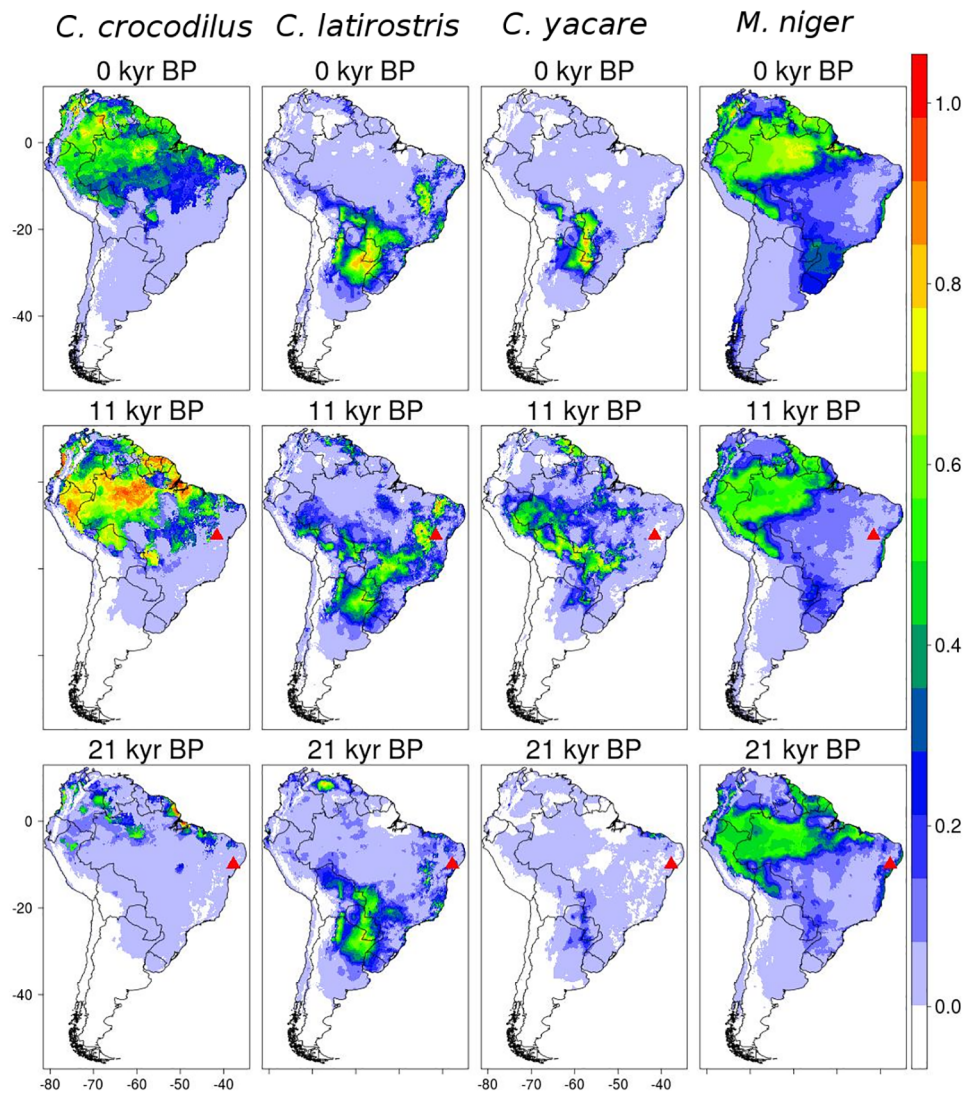 C. crocodilus C. latirostris C. yacare M. niger
0 kyr BP 0 kyr BP 0 kyr BP 0 kyr BP
1.0
0
-20
0.8
-40
11 kyr BP 11 kyr BP 11 kyr BP 11 kyr BP
0.6
0.4
21 kyr BP 21 kyr BP 21 kyr BP 21 kyr BP
0
0.2
-20
-40
0.0
-80 -70 -60 -50 -40 -80 -70 -60 -50 -40